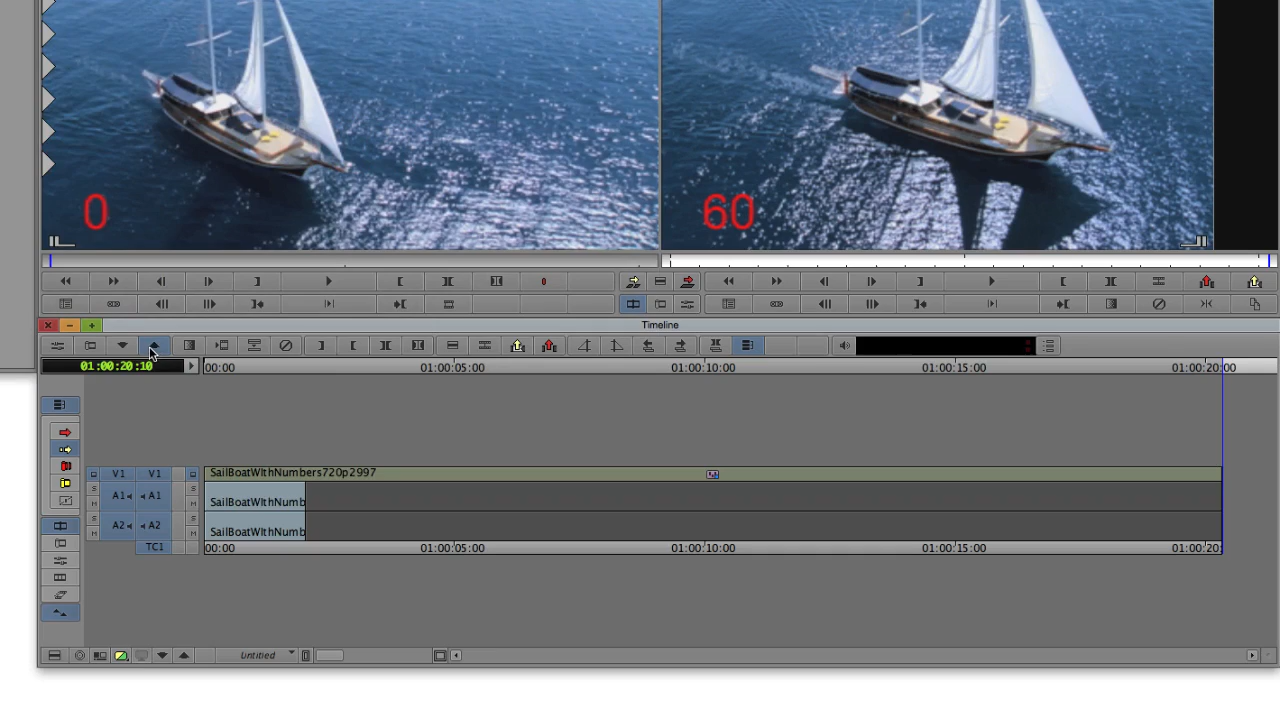 0
60
Timeline
01:00:20:10
00:00 01:00:05:00 01:00:10:00 01:00:15:00 01:00:20:00
V1 V1 SailBoatWithNumbers720p2997
A1 A1 SailBoatWithNumb
A2 A2 SailBoatWithNumb
TC1 00:00 01:00:05:00 01:00:10:00 01:00:15:00 01:00:20:
Untitled